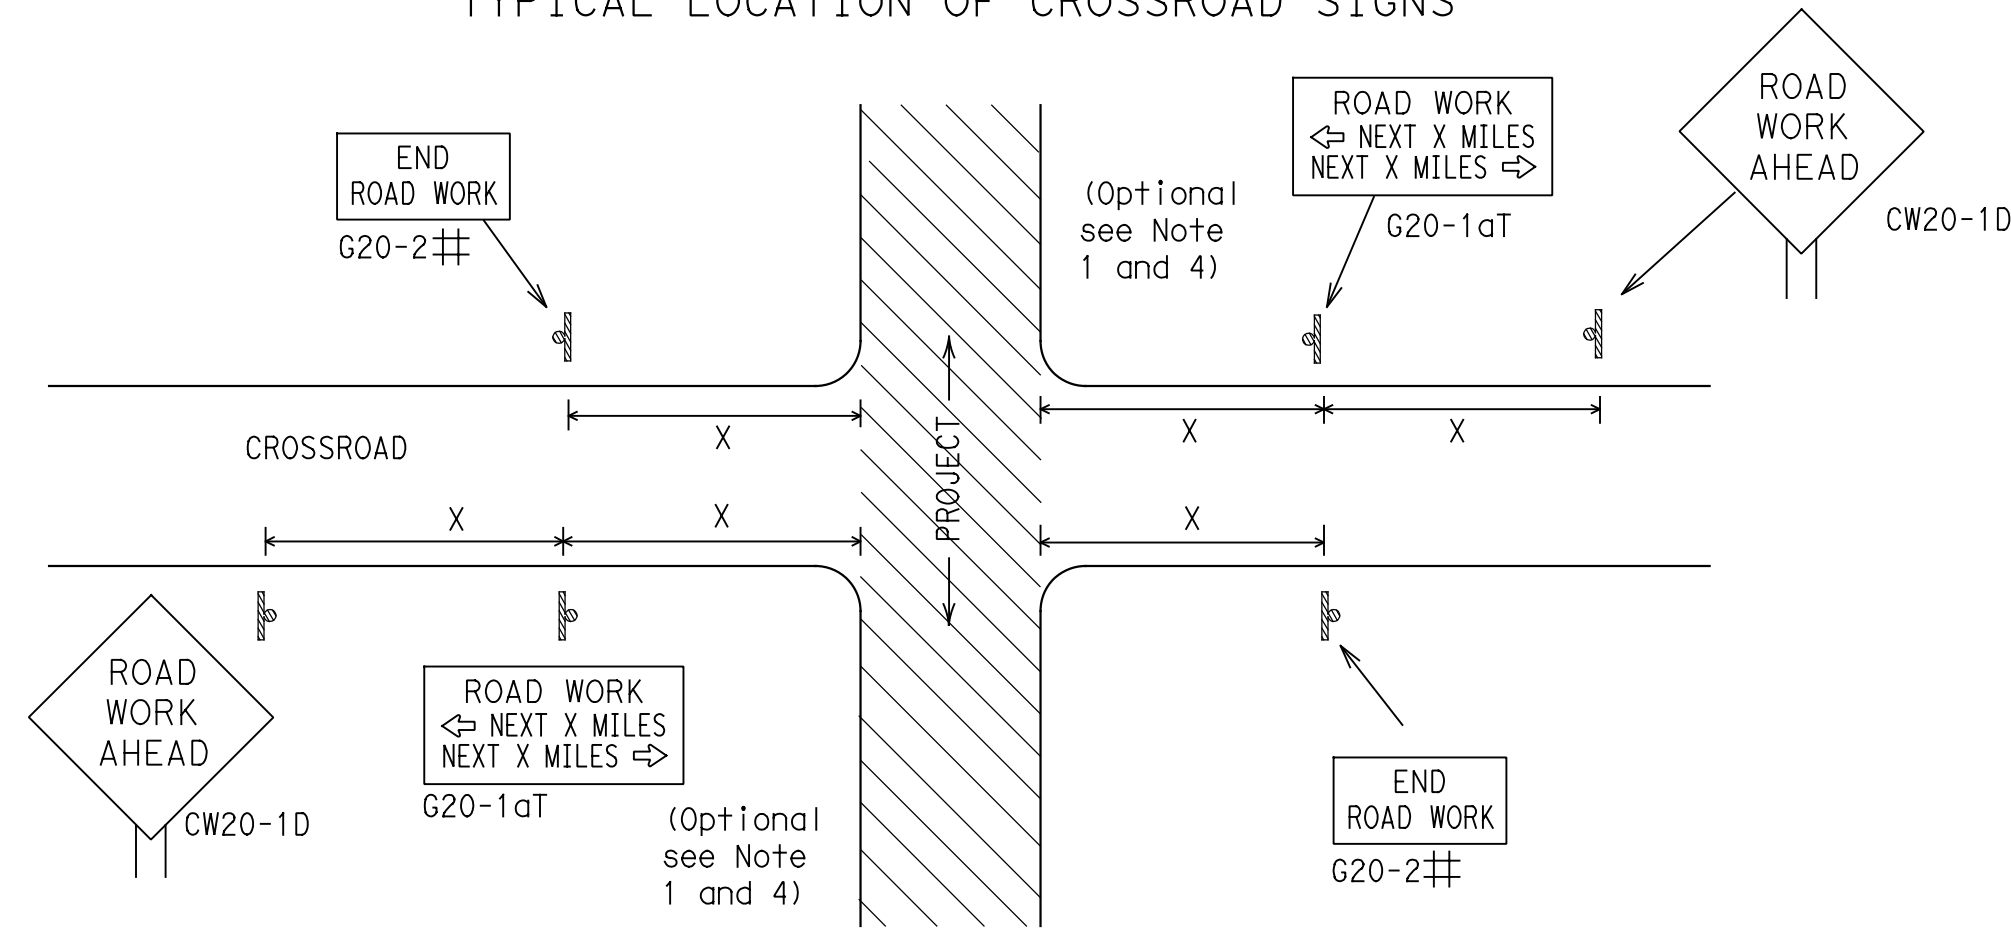 TYPICAL LOCATION OF CROSSROAD SIGNS
END
ROAD WORK
G20-2#
(Optional
see Note
1 and 4)
ROAD WORK
⇦ NEXT X MILES
NEXT X MILES ⇨
G20-1aT
ROAD
WORK
AHEAD
CW20-1D
X
X
X
CROSSROAD
PROJECT
X
X
X
ROAD
WORK
AHEAD
CW20-1D
ROAD WORK
⇦ NEXT X MILES
NEXT X MILES ⇨
G20-1aT
(Optional
see Note
1 and 4)
END
ROAD WORK
G20-2#